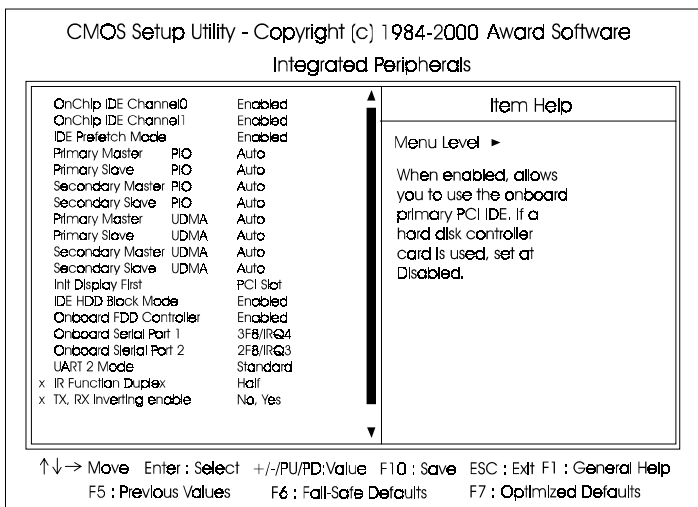 CMOS Setup Utility - Copyright (c) 1984-2000 Award Software
Integrated Peripherals
OnChip IDE Channel0 Enabled
OnChip IDE Channel1 Enabled
IDE Prefetch Mode Enabled
Primary Master PIO Auto
Primary Slave PIO Auto
Secondary Master PIO Auto
Secondary Slave PIO Auto
Primary Master UDMA Auto
Primary Slave UDMA Auto
Secondary Master UDMA Auto
Secondary Slave UDMA Auto
Init Display First PCI Slot
IDE HDD Block Mode Enabled
Onboard FDD Controller Enabled
Onboard Serial Port 1 3F8/IRQ4
Onboard Slerial Port 2 2F8/IRQ3
UART 2 Mode Standard
x IR Function Duplex Half
x TX, RX inverting enable No, Yes
Item Help
Menu Level ►
When enabled, allows
you to use the onboard
primary PCI IDE. If a
hard disk controller
card is used, set at
Disabled.
↑↓→ Move Enter : Select +/-/PU/PD:Value F10 : Save ESC : Exit F1 : General Help
F5 : Previous Values F6 : Fail-Safe Defaults F7 : Optimized Defaults